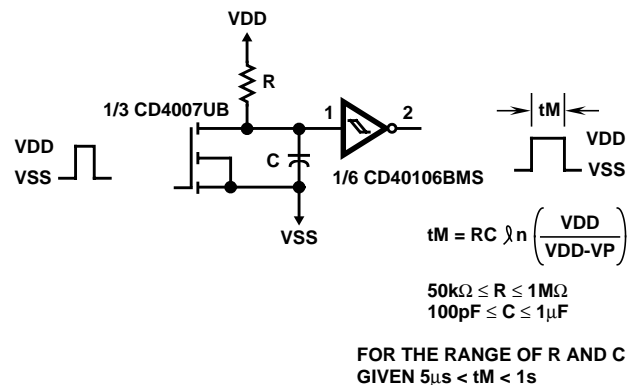 VDD
R
1/3 CD4007UB
1
2
tM
VDD
VSS
C
1/6 CD40106BMS
VDD
VSS
VSS
tM = RC ℓn (VDD / VDD-VP)
50kΩ ≤ R ≤ 1MΩ
100pF ≤ C ≤ 1µF
FOR THE RANGE OF R AND C
GIVEN 5µs < tM < 1s